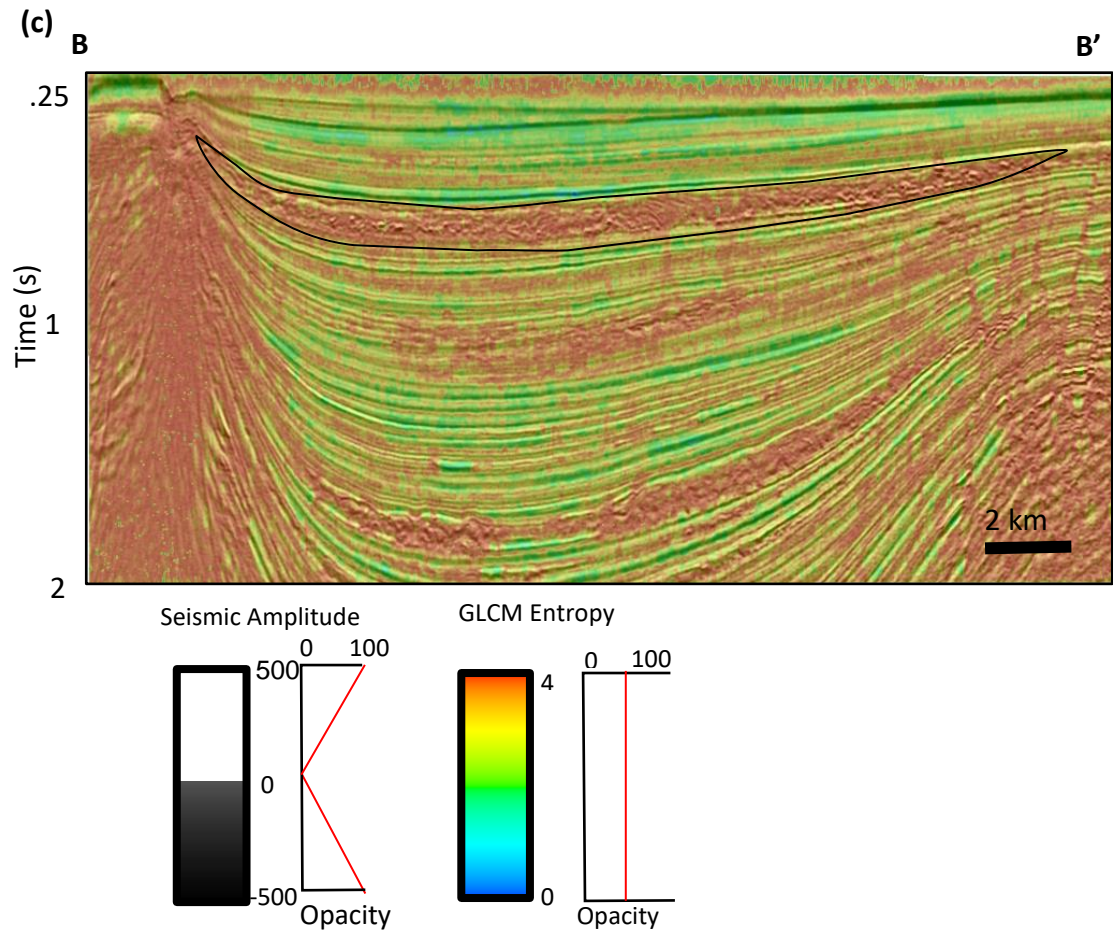 (c)
B
B’
.25
Time (s)
1
2 km
2
Seismic Amplitude
GLCM Entropy
0 100
500
0
-500
Opacity
4
0
0 100
Opacity